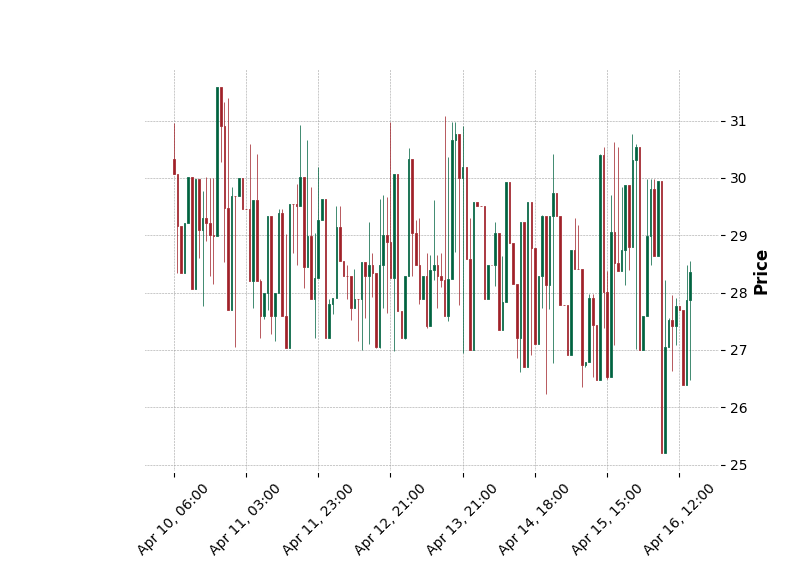 31
30
29
28
27
26
25
Price
Apr 10, 06:00
Apr 11, 03:00
Apr 11, 23:00
Apr 12, 21:00
Apr 13, 21:00
Apr 14, 18:00
Apr 15, 15:00
Apr 16, 12:00